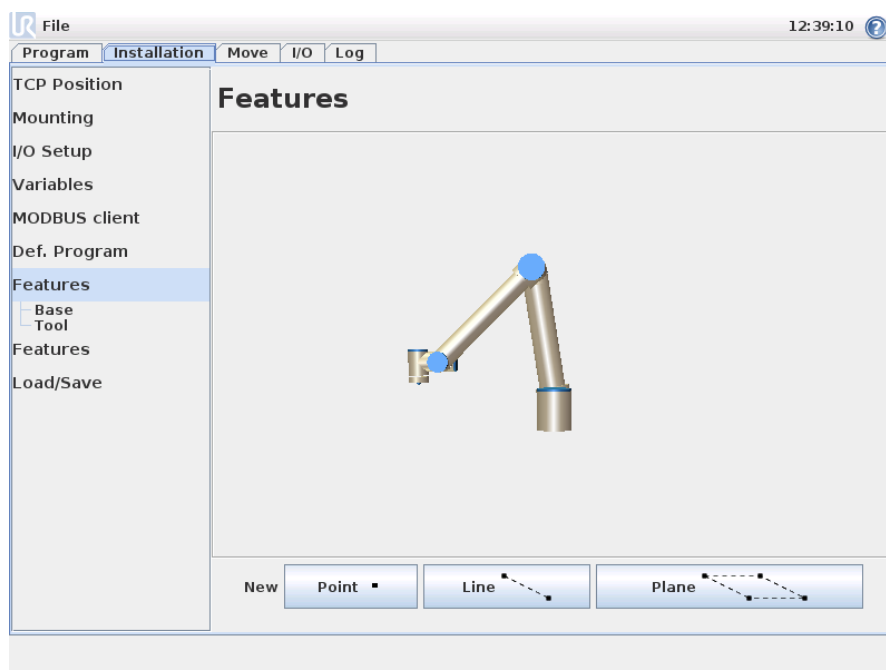 UR File 12:39:10 ?
Program Installation Move I/O Log
TCP Position
Mounting
I/O Setup
Variables
MODBUS client
Def. Program
Features
Base
Tool
Features
Load/Save
Features
New Point Line Plane